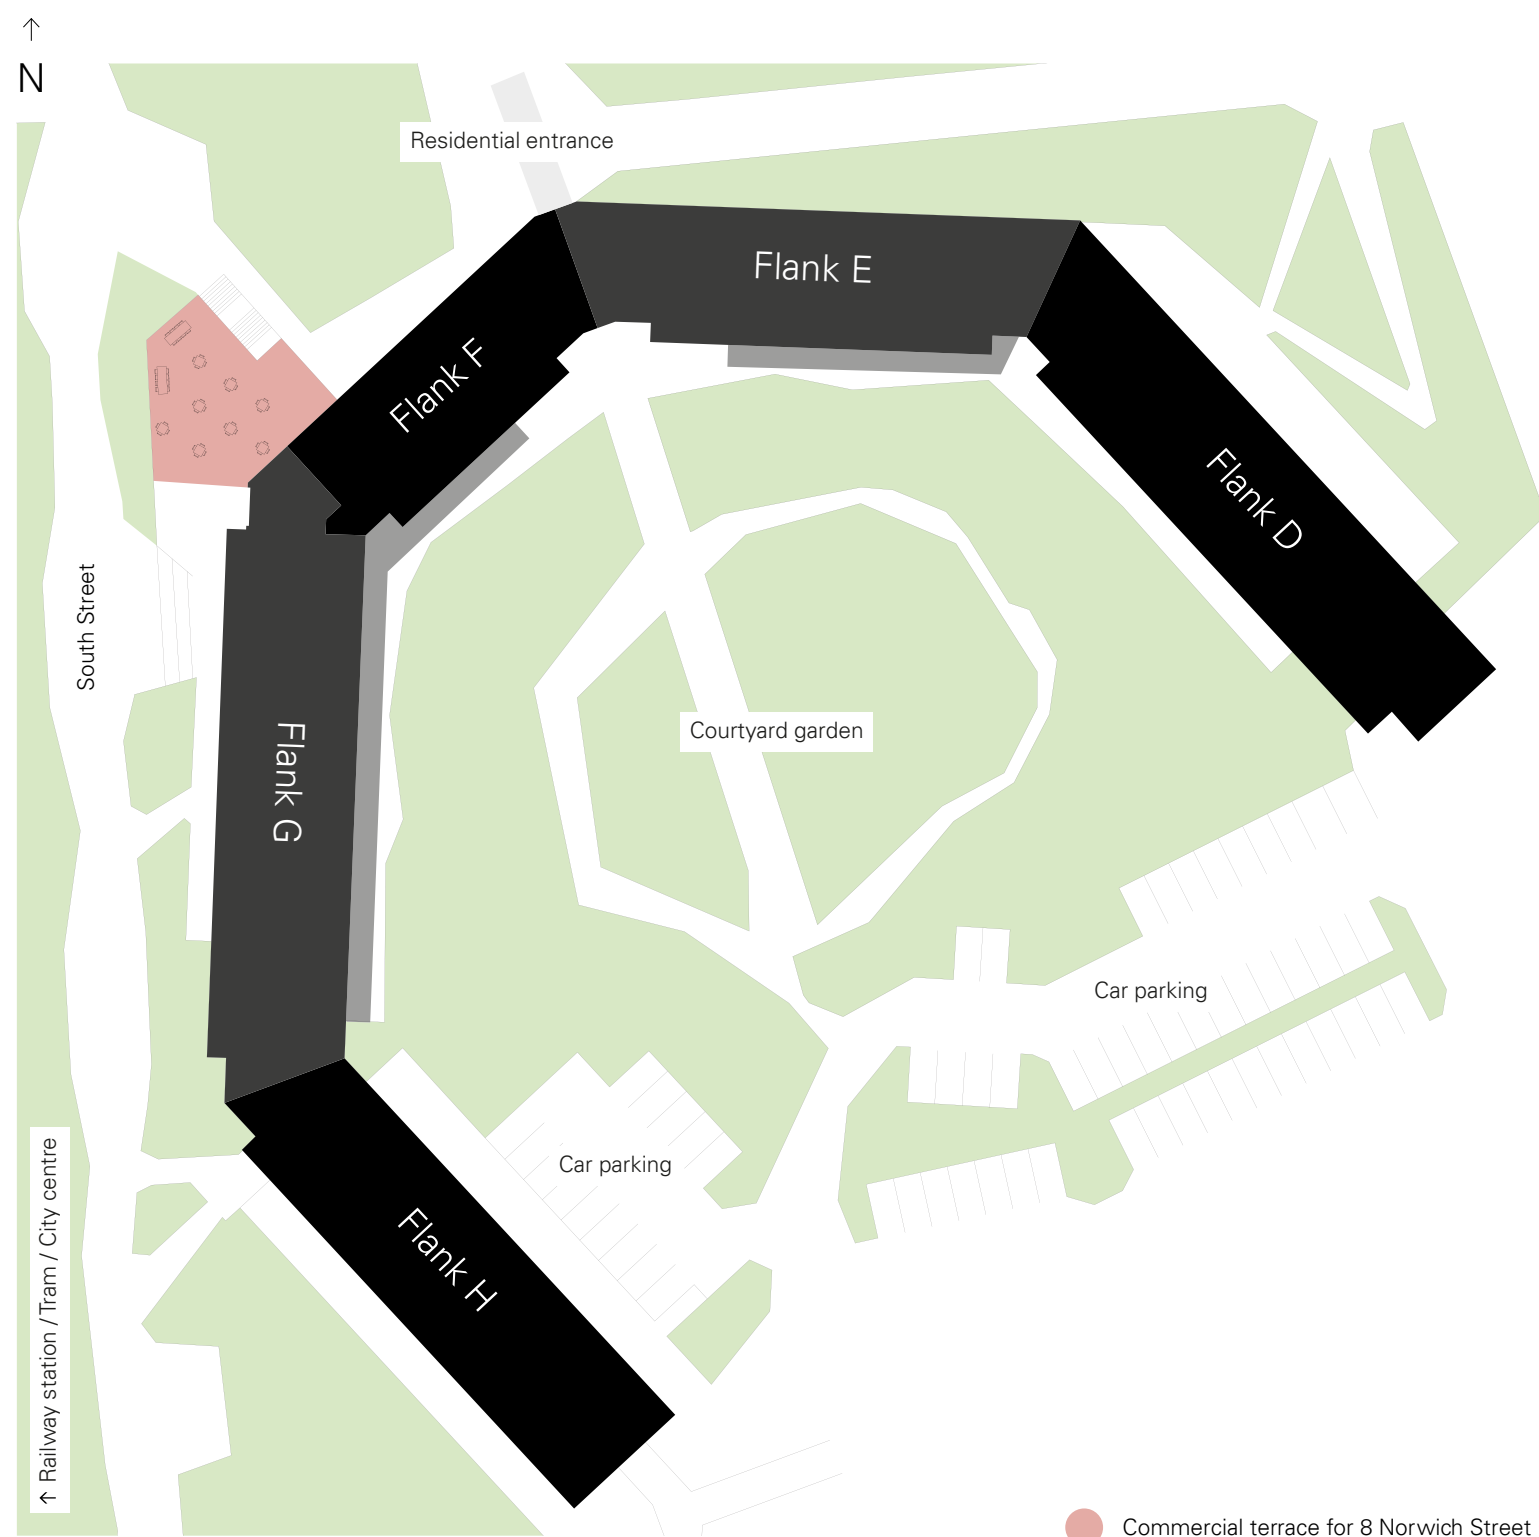 ↑
N
Residential entrance
Flank E
Flank F
Flank D
South Street
Flank G
Courtyard garden
Car parking
Car parking
Flank H
↑ Railway station / Tram / City centre
Commercial terrace for 8 Norwich Street